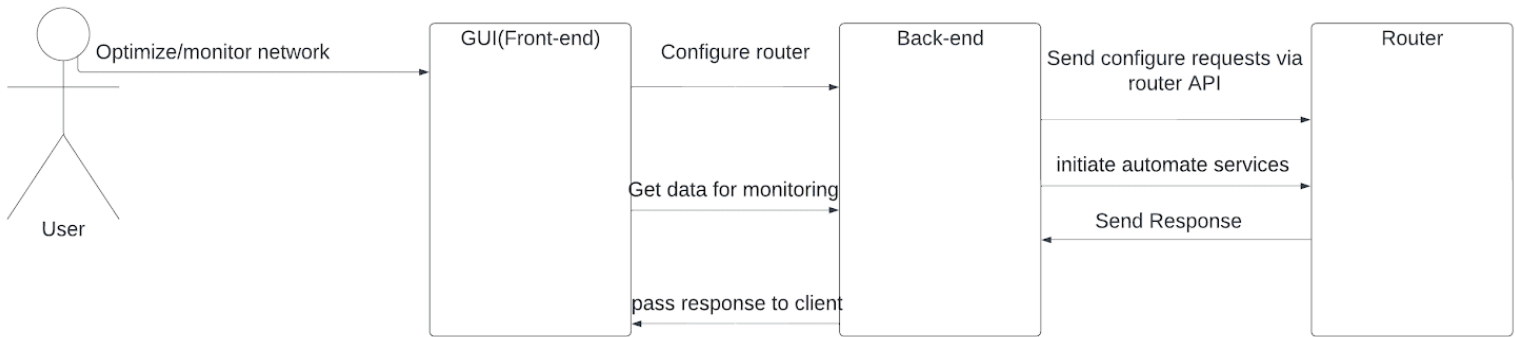 Optimize/monitor network
User
GUI(Front-end)
Configure router
Get data for monitoring
pass response to client
Back-end
Send configure requests via
router API
initiate automate services
Send Response
Router